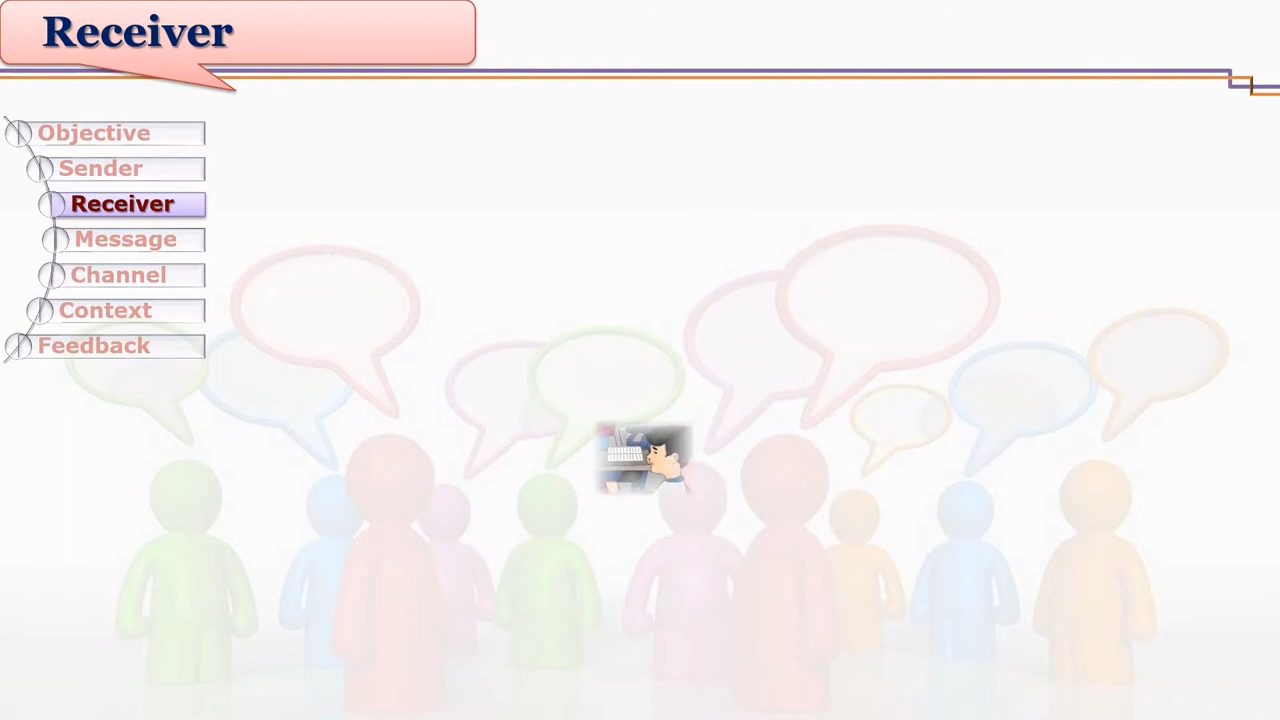 Receiver
Objective
Sender
Receiver
Message
Channel
Context
Feedback